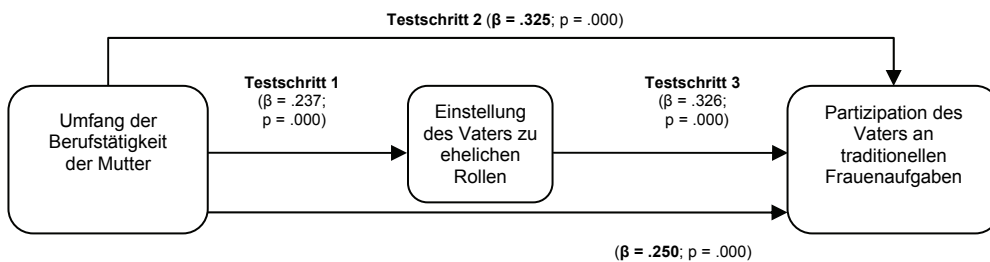 Testschritt 2 (β = .325; p = .000)
Testschritt 1
(β = .237;
p = .000)
Testschritt 3
(β = .326;
p = .000)
Umfang der
Berufstätigkeit
der Mutter
Einstellung
des Vaters zu
ehelichen
Rollen
Partizipation des
Vaters an
traditionellen
Frauenaufgaben
(β = .250; p = .000)